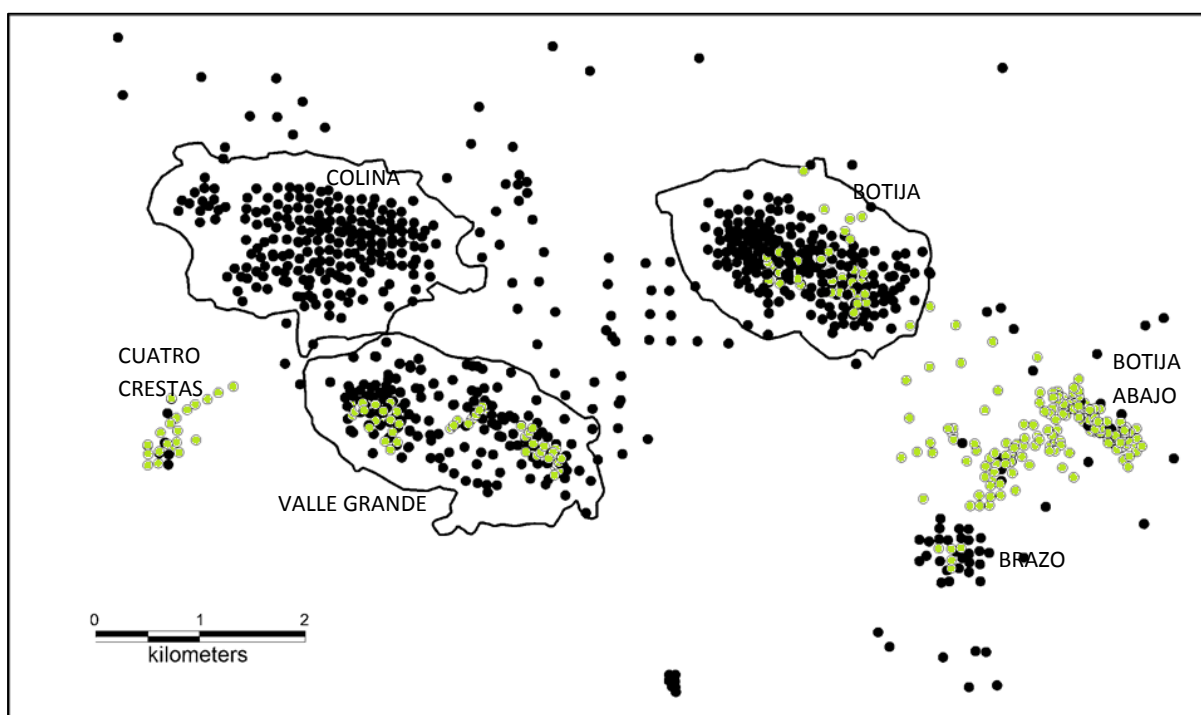 COLINA
BOTIJA
CUATRO
CRESTAS
BOTIJA
ABAJO
VALLE GRANDE
BRAZO
0 1 2
kilometers